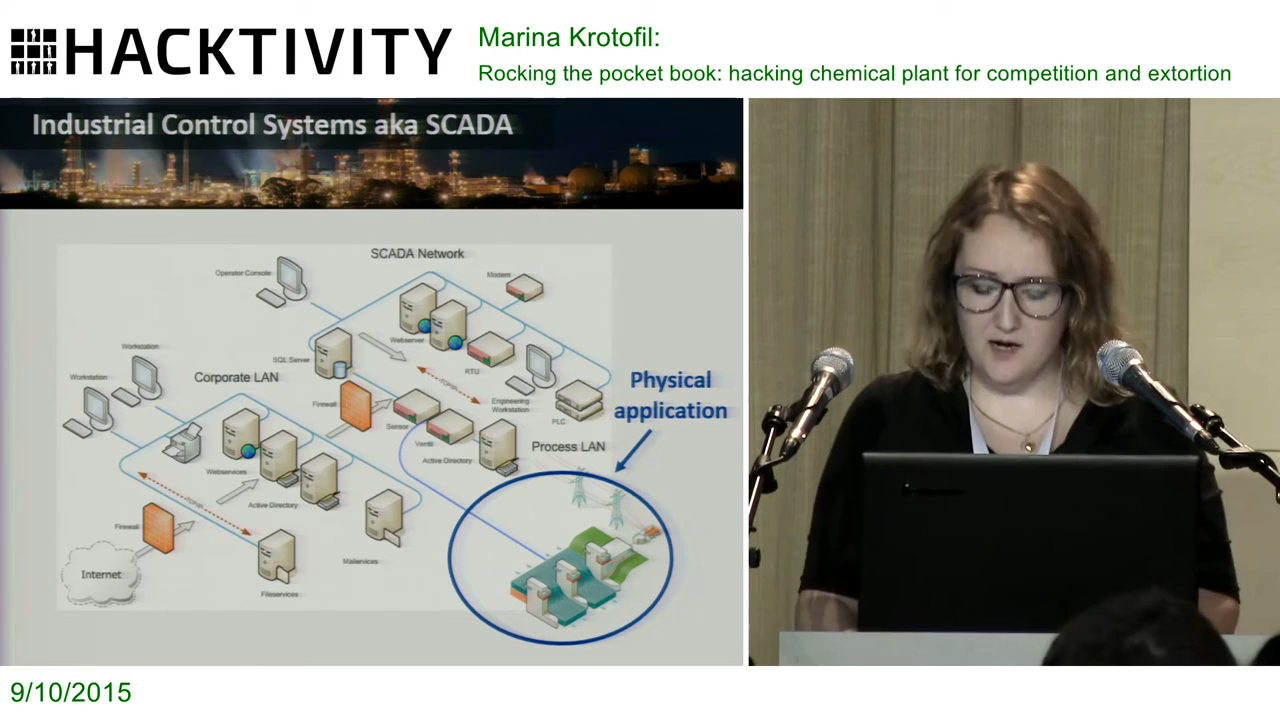 HACKTIVITY
Marina Krotofil:
Rocking the pocket book: hacking chemical plant for competition and extortion
Industrial Control Systems aka SCADA
SCADA Network
Operator Console
Modem
Webserver
SQL Server
RTU
Workstation
Workstation
Corporate LAN
Firewall
Engineering
Workstation
PLC
Physical
application
Sensor
Ventil
Active Directory
Process LAN
Webservices
Active Directory
Firewall
Mailservices
Internet
Fileservices
9/10/2015